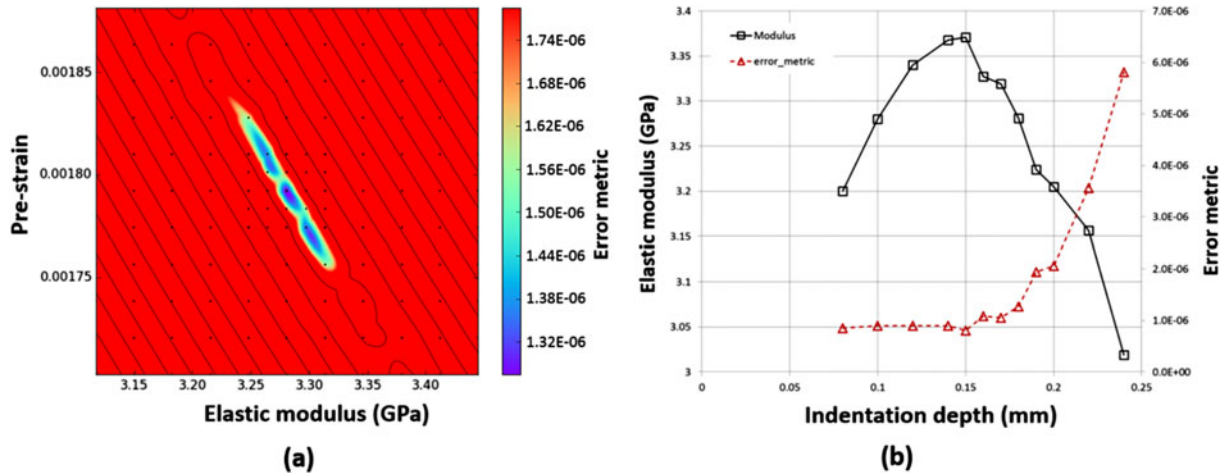 Pre-strain
0.00185
0.00180
0.00175
3.15
3.20
3.25
3.30
3.35
3.40
Elastic modulus (GPa)
1.74E-06
1.68E-06
1.62E-06
1.56E-06
1.50E-06
1.44E-06
1.38E-06
1.32E-06
Error metric
(a)
Elastic modulus (GPa)
3.4
3.35
3.3
3.25
3.2
3.15
3.1
3.05
3
Modulus
error_metric
0
0.05
0.1
0.15
0.2
0.25
Indentation depth (mm)
7.0E-06
6.0E-06
5.0E-06
4.0E-06
3.0E-06
2.0E-06
1.0E-06
0.0E+00
Error metric
(b)